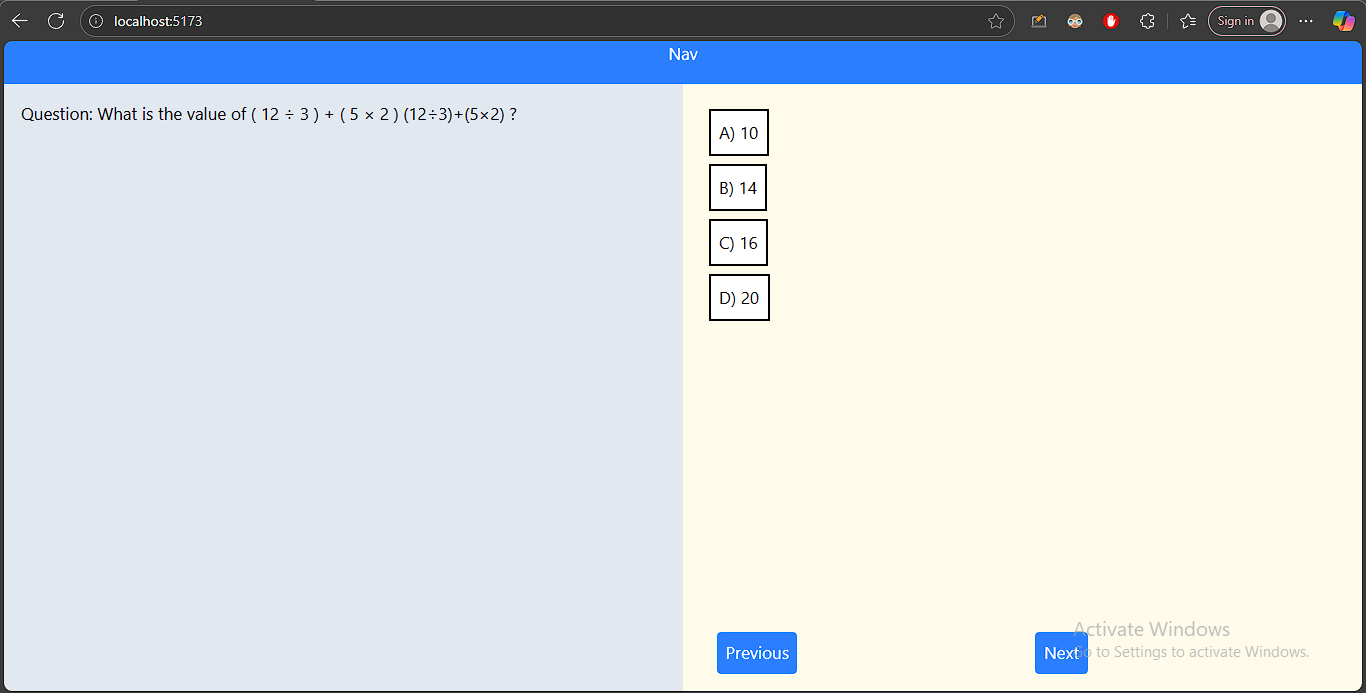 localhost:5173
Sign in
Nav
Question: What is the value of ( 12 ÷ 3 ) + ( 5 × 2 ) (12÷3)+(5×2) ?
A) 10
B) 14
C) 16
D) 20
Activate Windows
Go to Settings to activate Windows.
Previous
Next